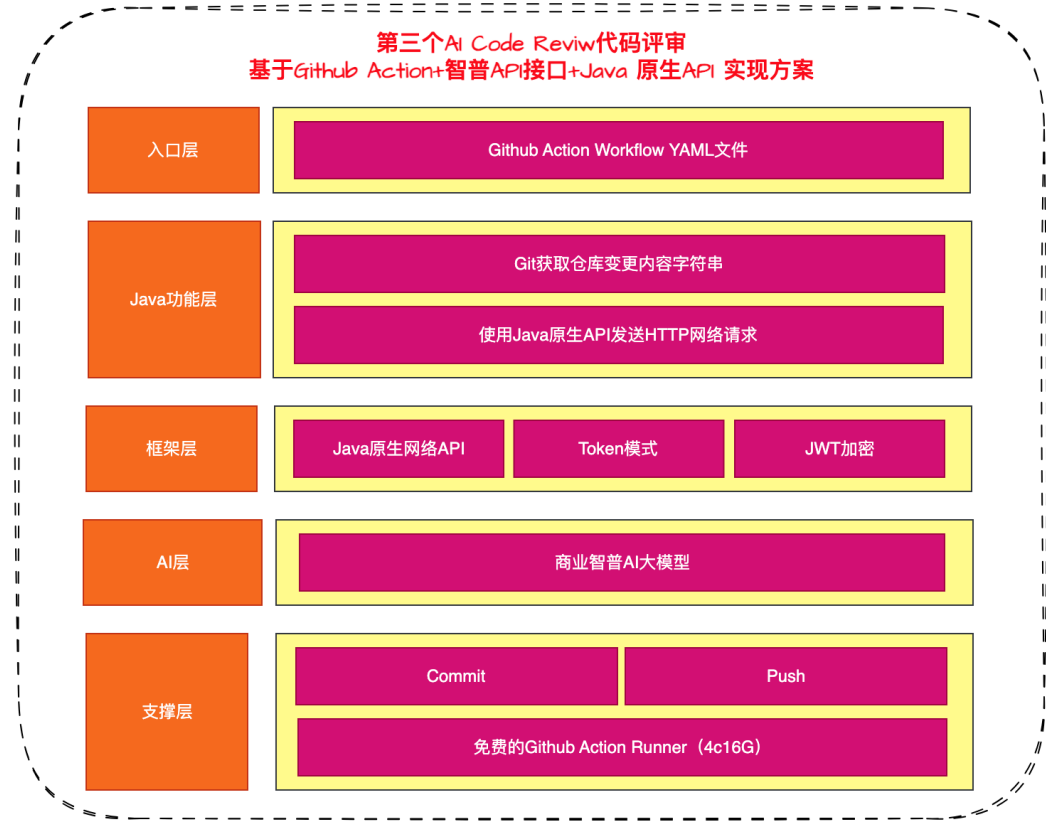 第三个AI Code Reviw代码评审
基于Github Action+智普API接口+Java 原生API 实现方案
入口层
Github Action Workflow YAML文件
Java功能层
Git获取仓库变更内容字符串
使用Java原生API发送HTTP网络请求
框架层
Java原生网络API
Token模式
JWT加密
AI层
商业智普AI大模型
支撑层
Commit
Push
免费的Github Action Runner（4c16G）